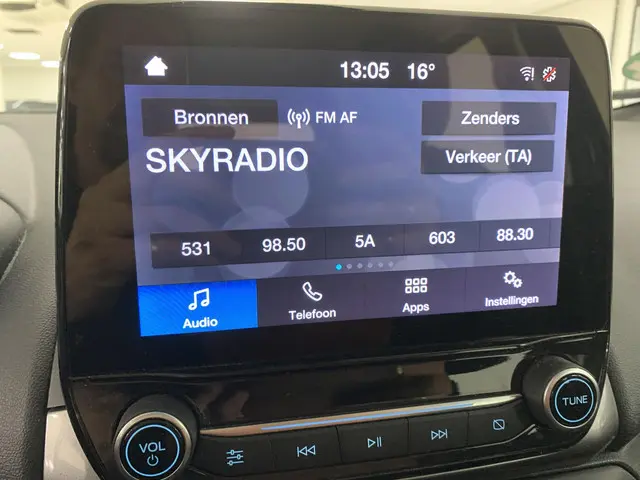 13:05 16°
Bronnen FM AF Zenders
SKYRADIO Verkeer (TA)
531 98.50 5A 603 88.30
Audio Telefoon Apps Instellingen
VOL TUNE